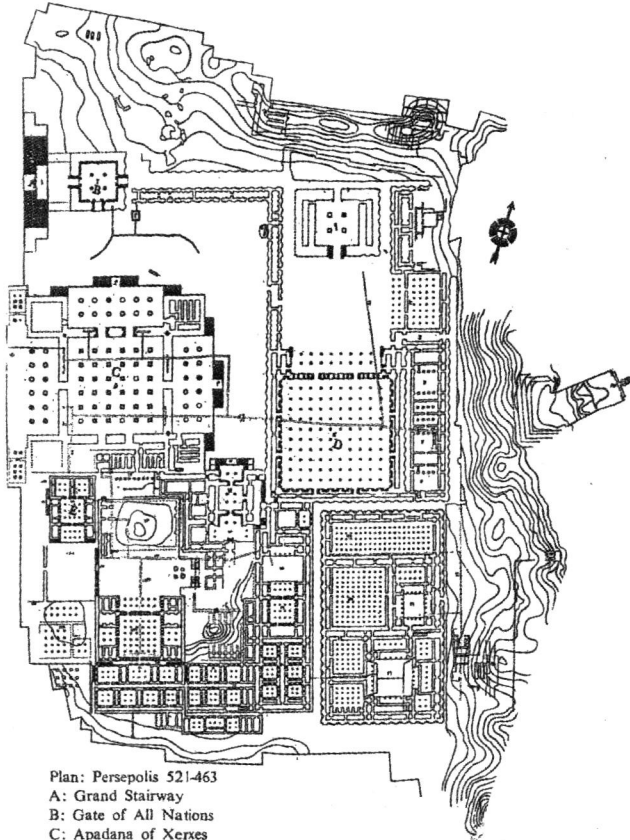 B
C
D
Plan: Persepolis 521-463
A: Grand Stairway
B: Gate of All Nations
C: Apadana of Xerxes